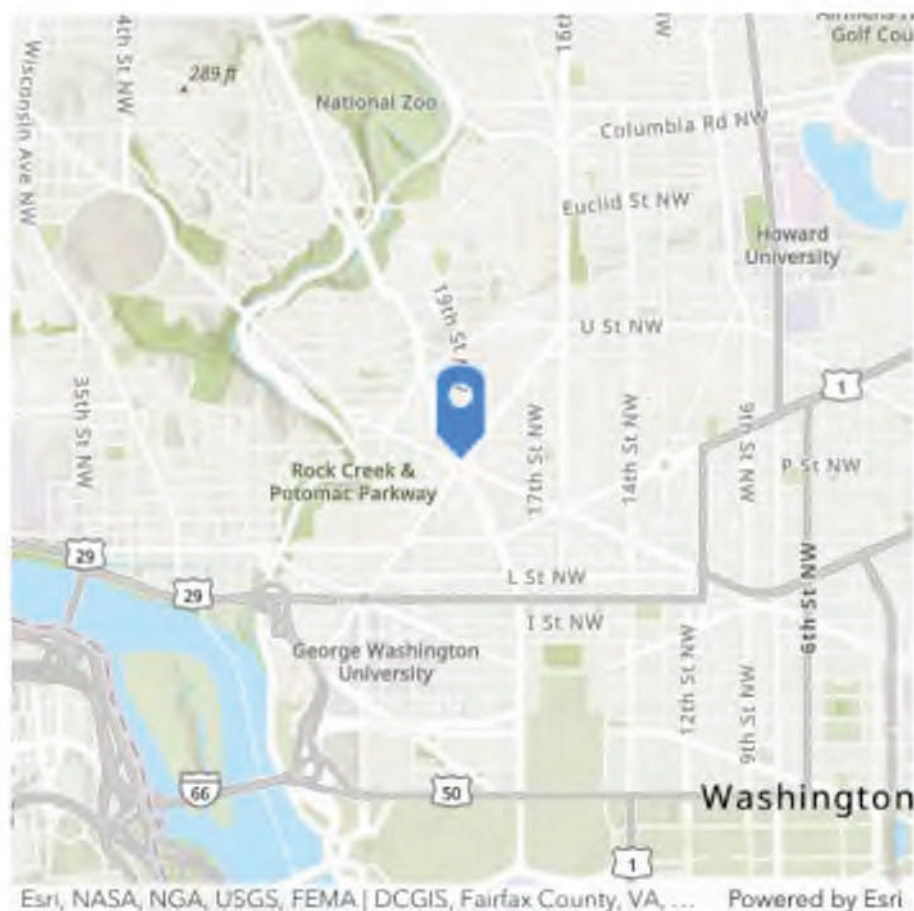 Wisconsin Ave NW
4th St NW
289 ft
National Zoo
16th
NW
Golf Cou
Columbia Rd NW
Euclid St NW
Howard
University
19th St
U St NW
1
35th St NW
Rock Creek &
Potomac Parkway
17th St NW
14th St NW
9th St NW
P St NW
29
29
L St NW
I St NW
6th St NW
George Washington
University
12th St NW
9th St NW
66
50
Washington
1
Esri, NASA, NGA, USGS, FEMA | DCGIS, Fairfax County, VA, ...
Powered by Esri